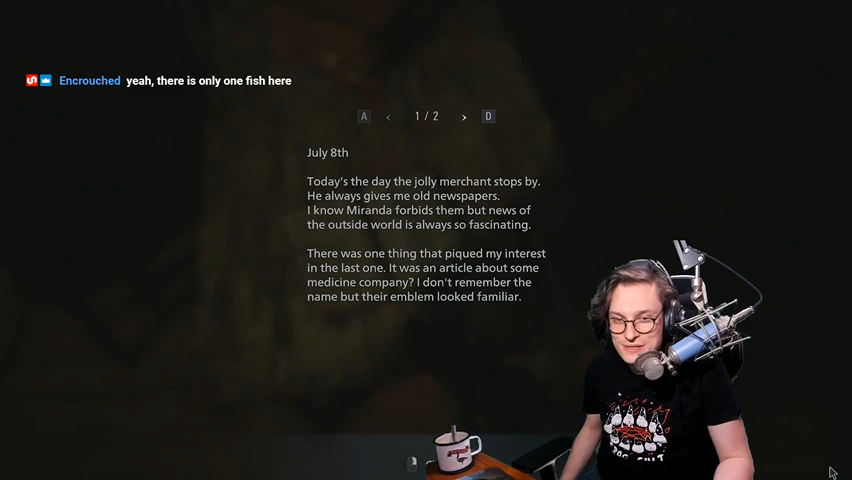 Encrouched yeah, there is only one fish here
A < 1 / 2 > D
July 8th
Today's the day the jolly merchant stops by.
He always gives me old newspapers.
I know Miranda forbids them but news of
the outside world is always so fascinating.
There was one thing that piqued my interest
in the last one. It was an article about some
medicine company? I don't remember the
name but their emblem looked familiar.